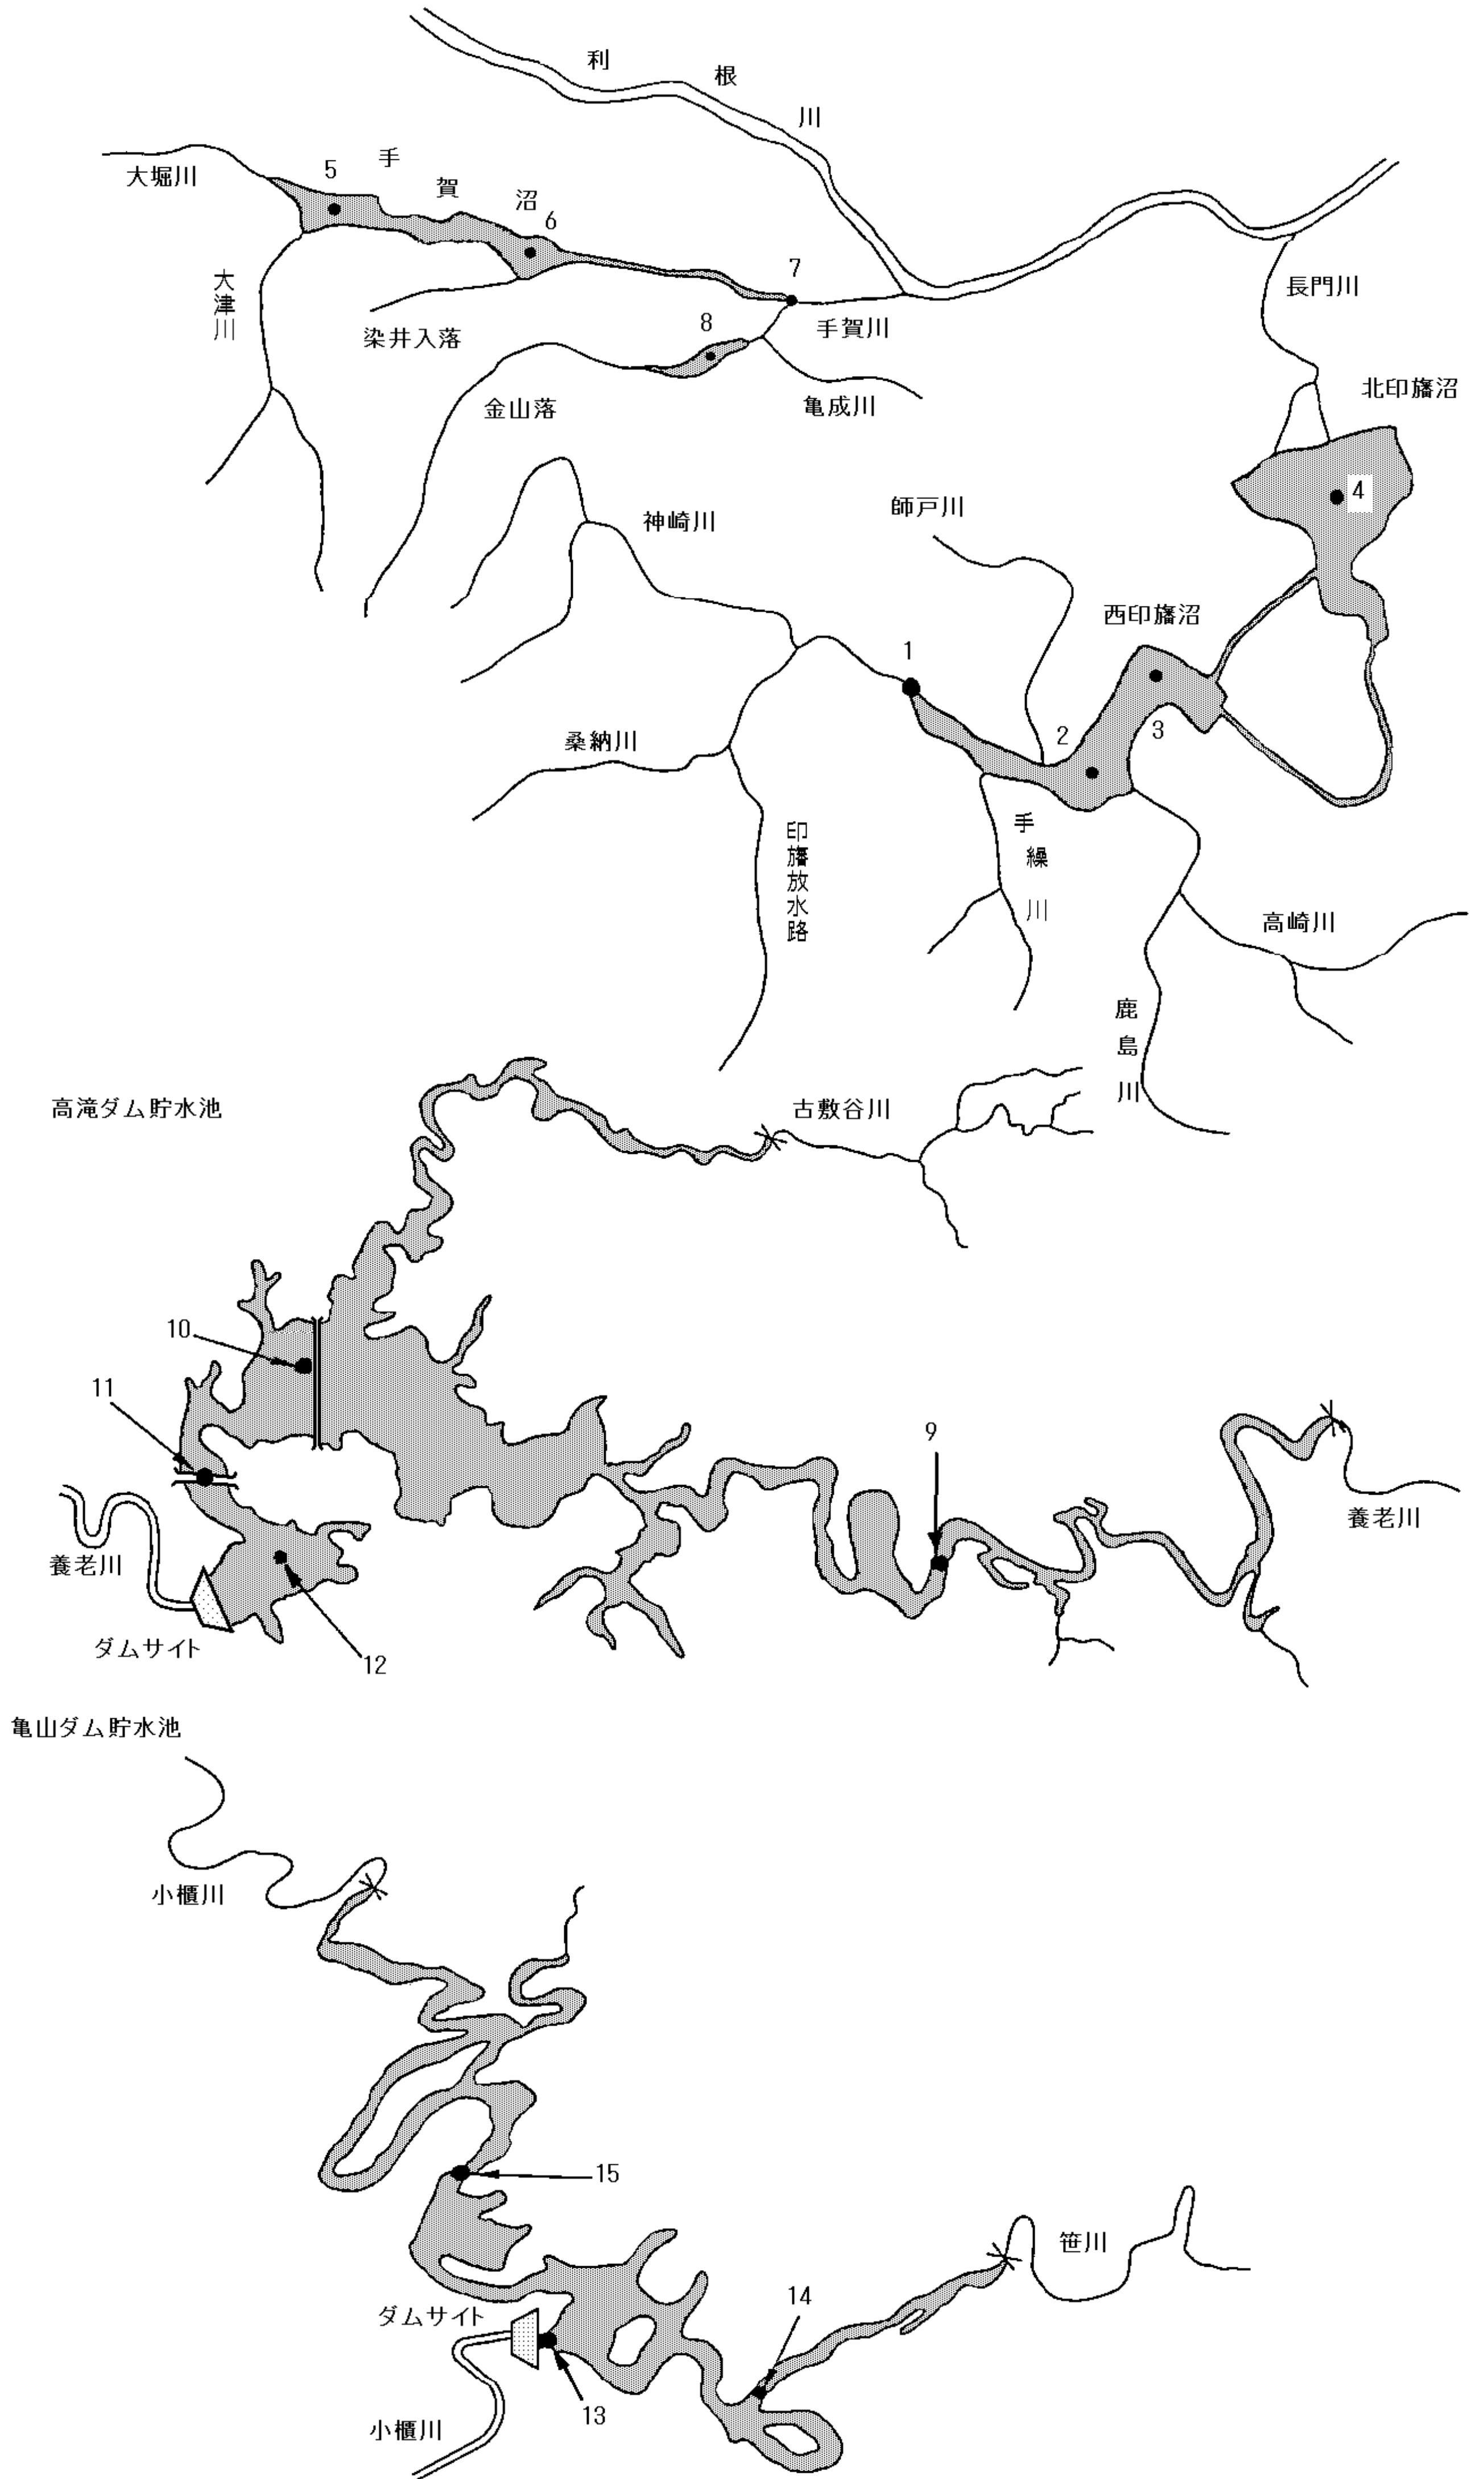 利根川
大堀川
5
手賀沼
6
7
大津川
長門川
染井入落
8
手賀川
北印旛沼
金山落
亀成川
4
神崎川
師戸川
西印旛沼
1
桑納川
2
3
印旛放水路
手繰川
高崎川
鹿島川
高滝ダム貯水池
古敷谷川
10
11
9
養老川
養老川
ダムサイト
12
亀山ダム貯水池
小櫃川
15
笹川
14
ダムサイト
13
小櫃川